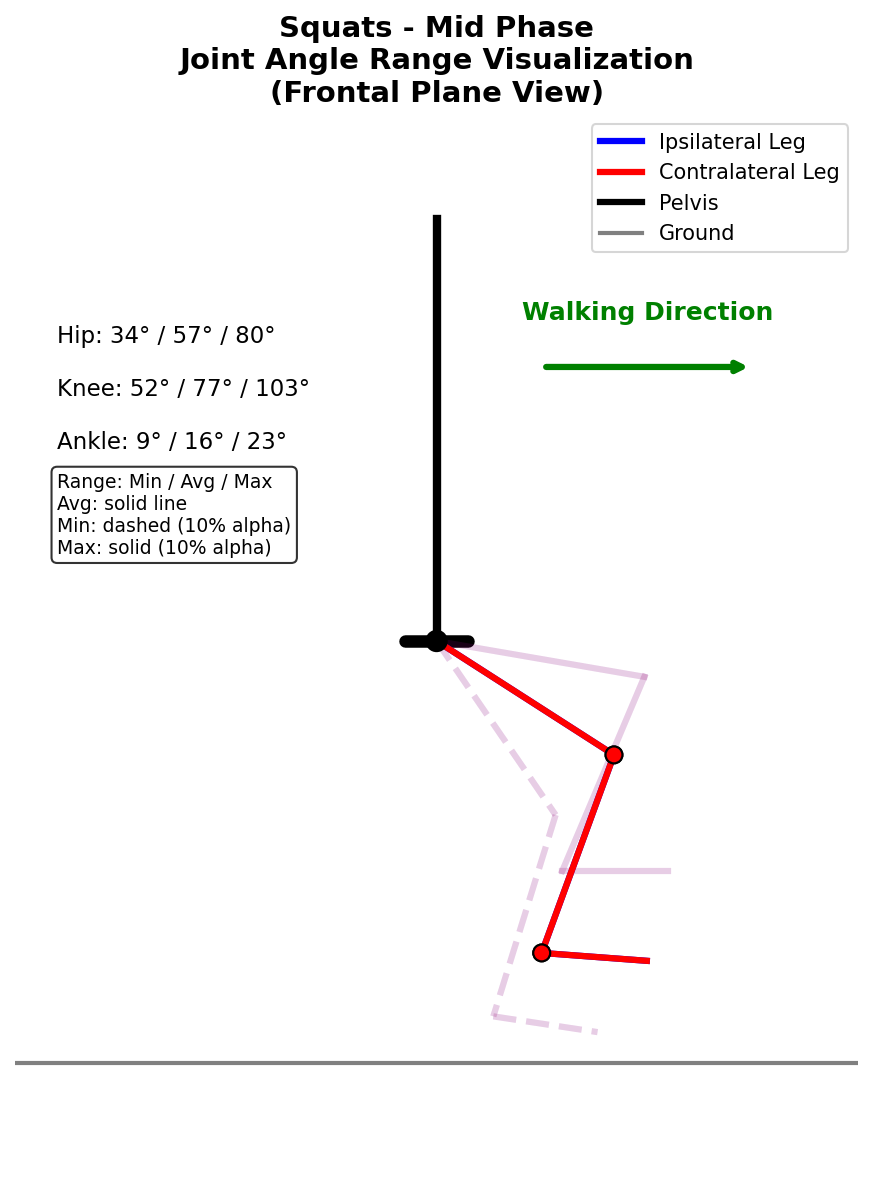 Squats - Mid Phase
Joint Angle Range Visualization
(Frontal Plane View)
Ipsilateral Leg
Contralateral Leg
Pelvis
Ground
Walking Direction
Hip: 34° / 57° / 80°
Knee: 52° / 77° / 103°
Ankle: 9° / 16° / 23°
Range: Min / Avg / Max
Avg: solid line
Min: dashed (10% alpha)
Max: solid (10% alpha)